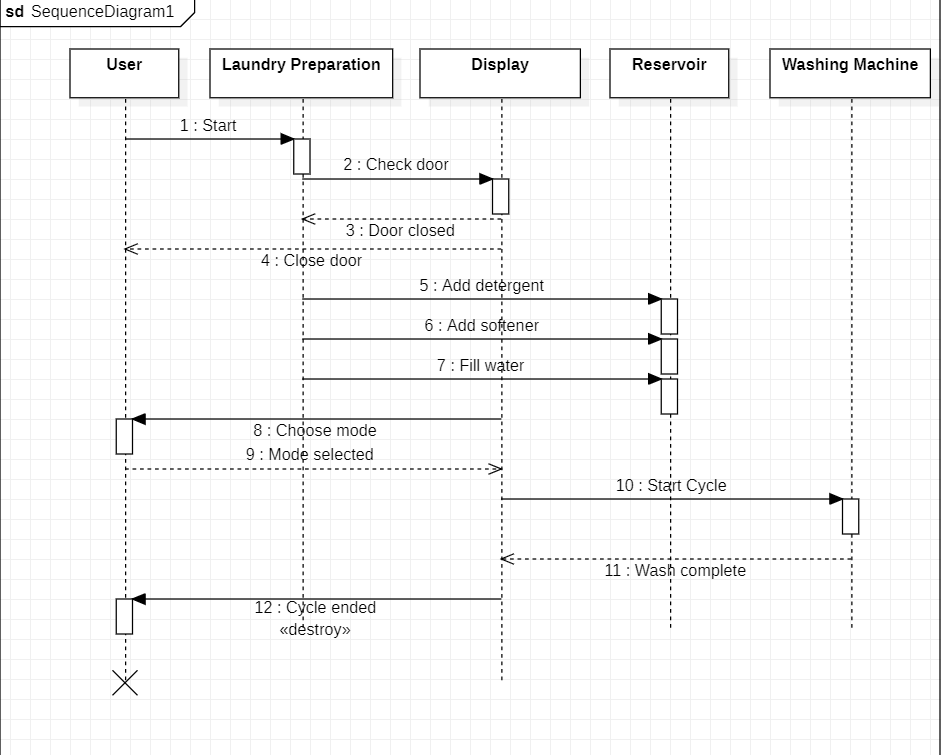 sd SequenceDiagram1
User
Laundry Preparation
Display
Reservoir
Washing Machine
1 : Start
2 : Check door
3 : Door closed
4 : Close door
5 : Add detergent
6 : Add softener
7 : Fill water
8 : Choose mode
9 : Mode selected
10 : Start Cycle
11 : Wash complete
12 : Cycle ended
«destroy»